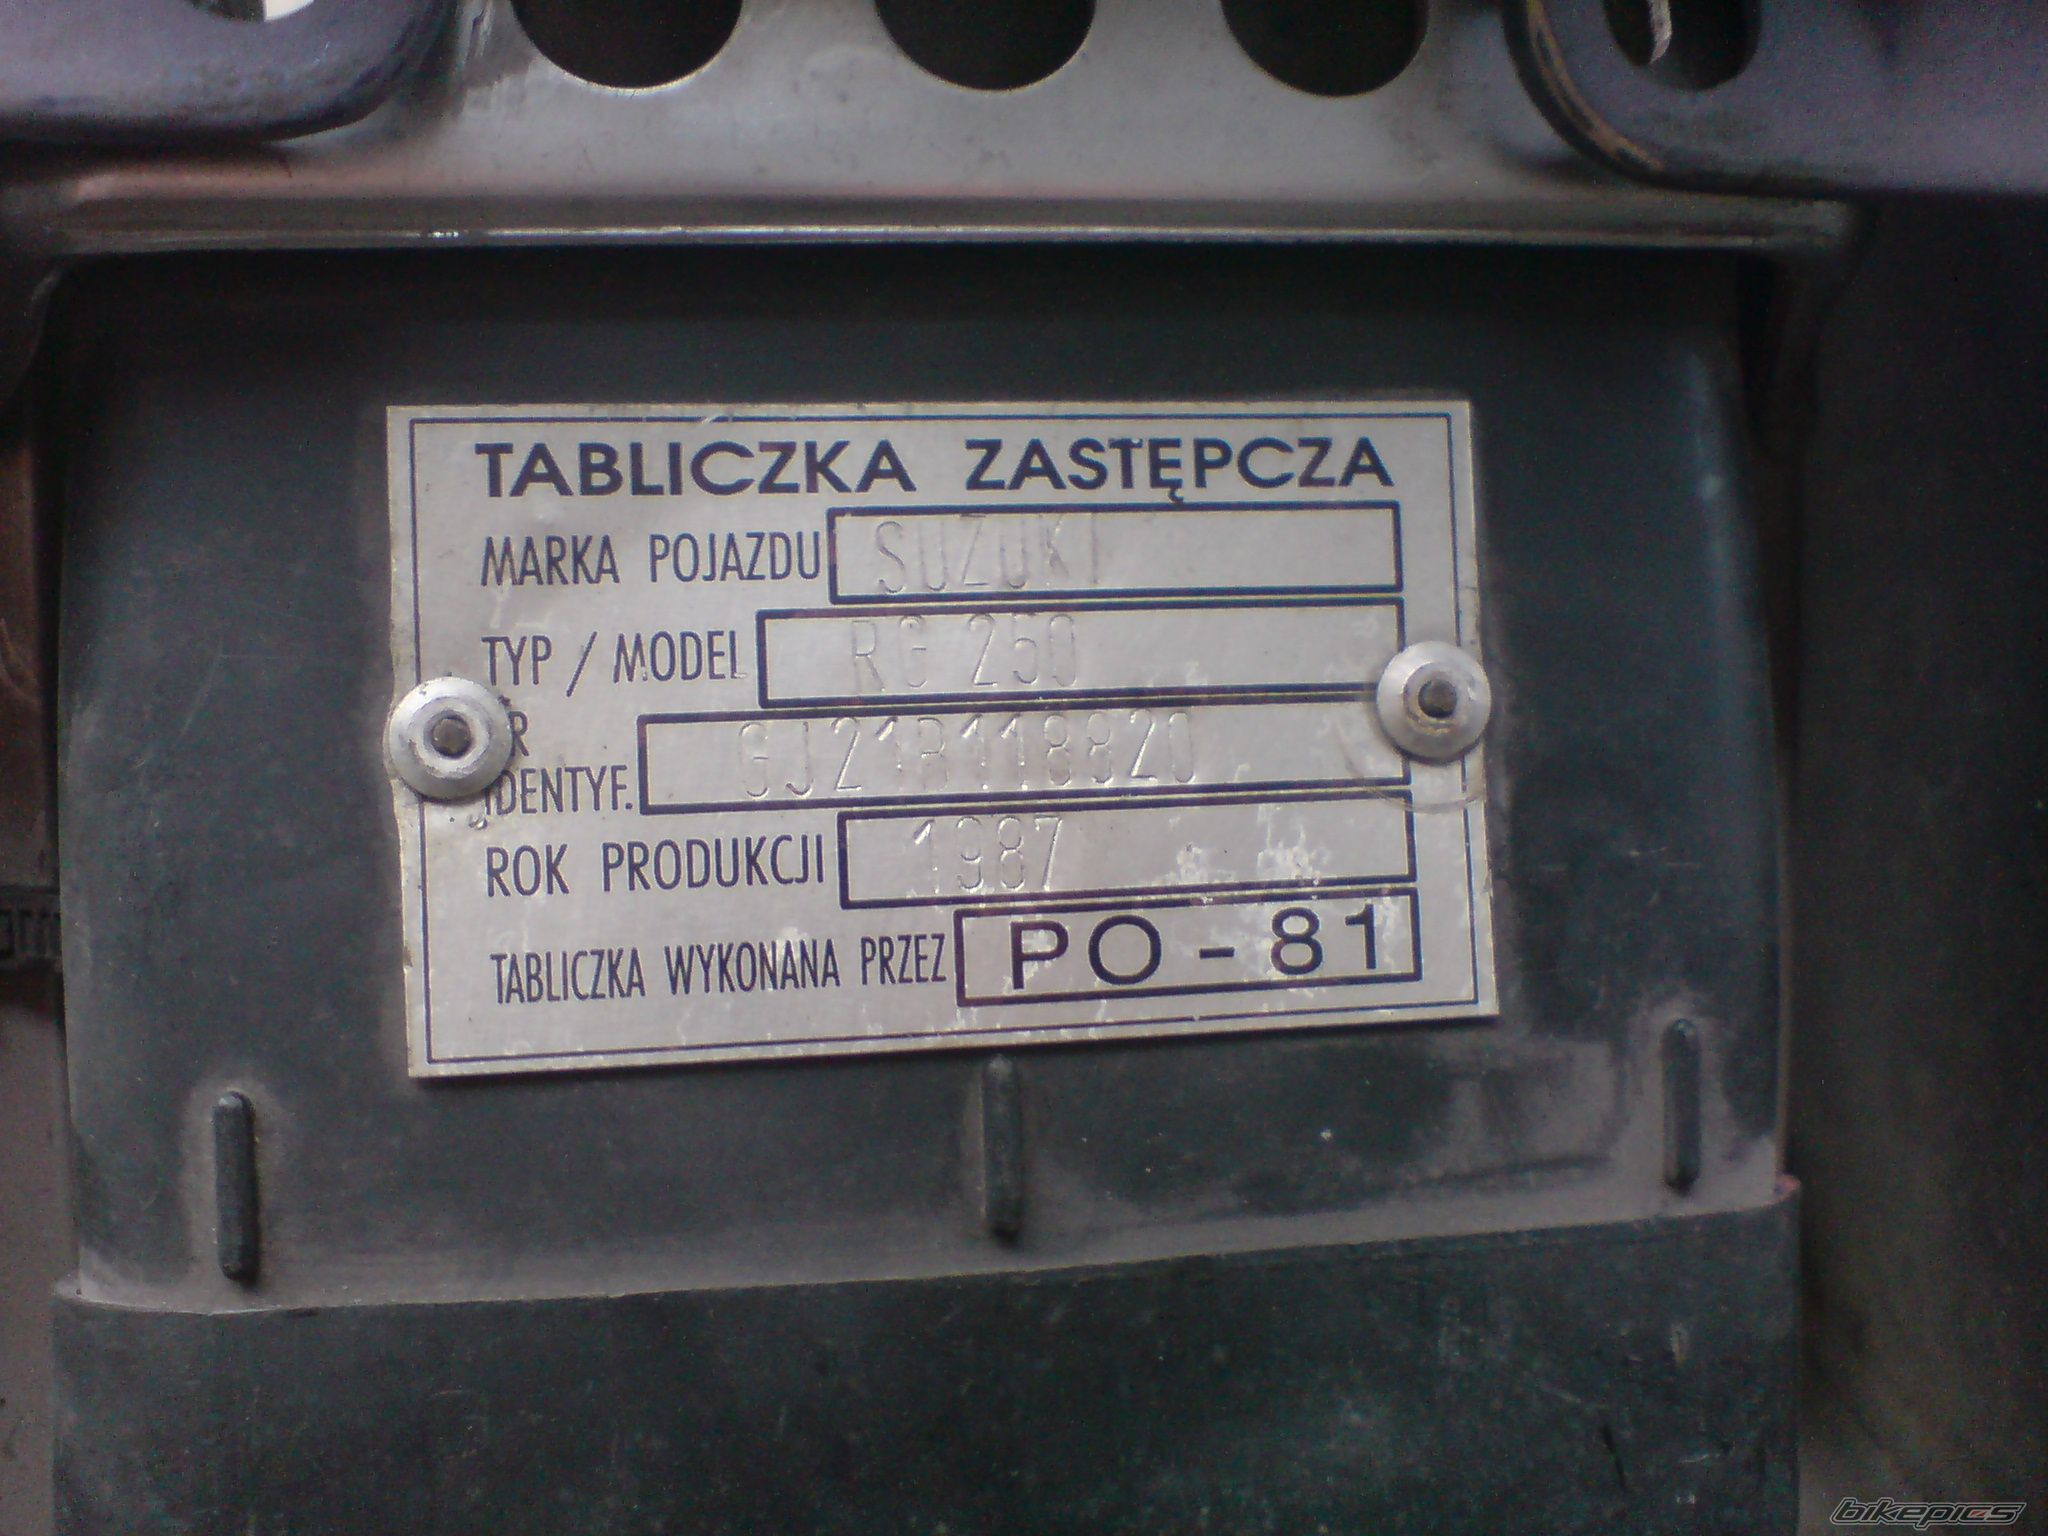 TABLICZKA ZASTĘPCZA
MARKA POJAZDU SUZUKI
TYP / MODEL RG 250
NR
IDENTYF. GJ21B118820
ROK PRODUKCJI 1987
TABLICZKA WYKONANA PRZEZ PO-81
bikepics